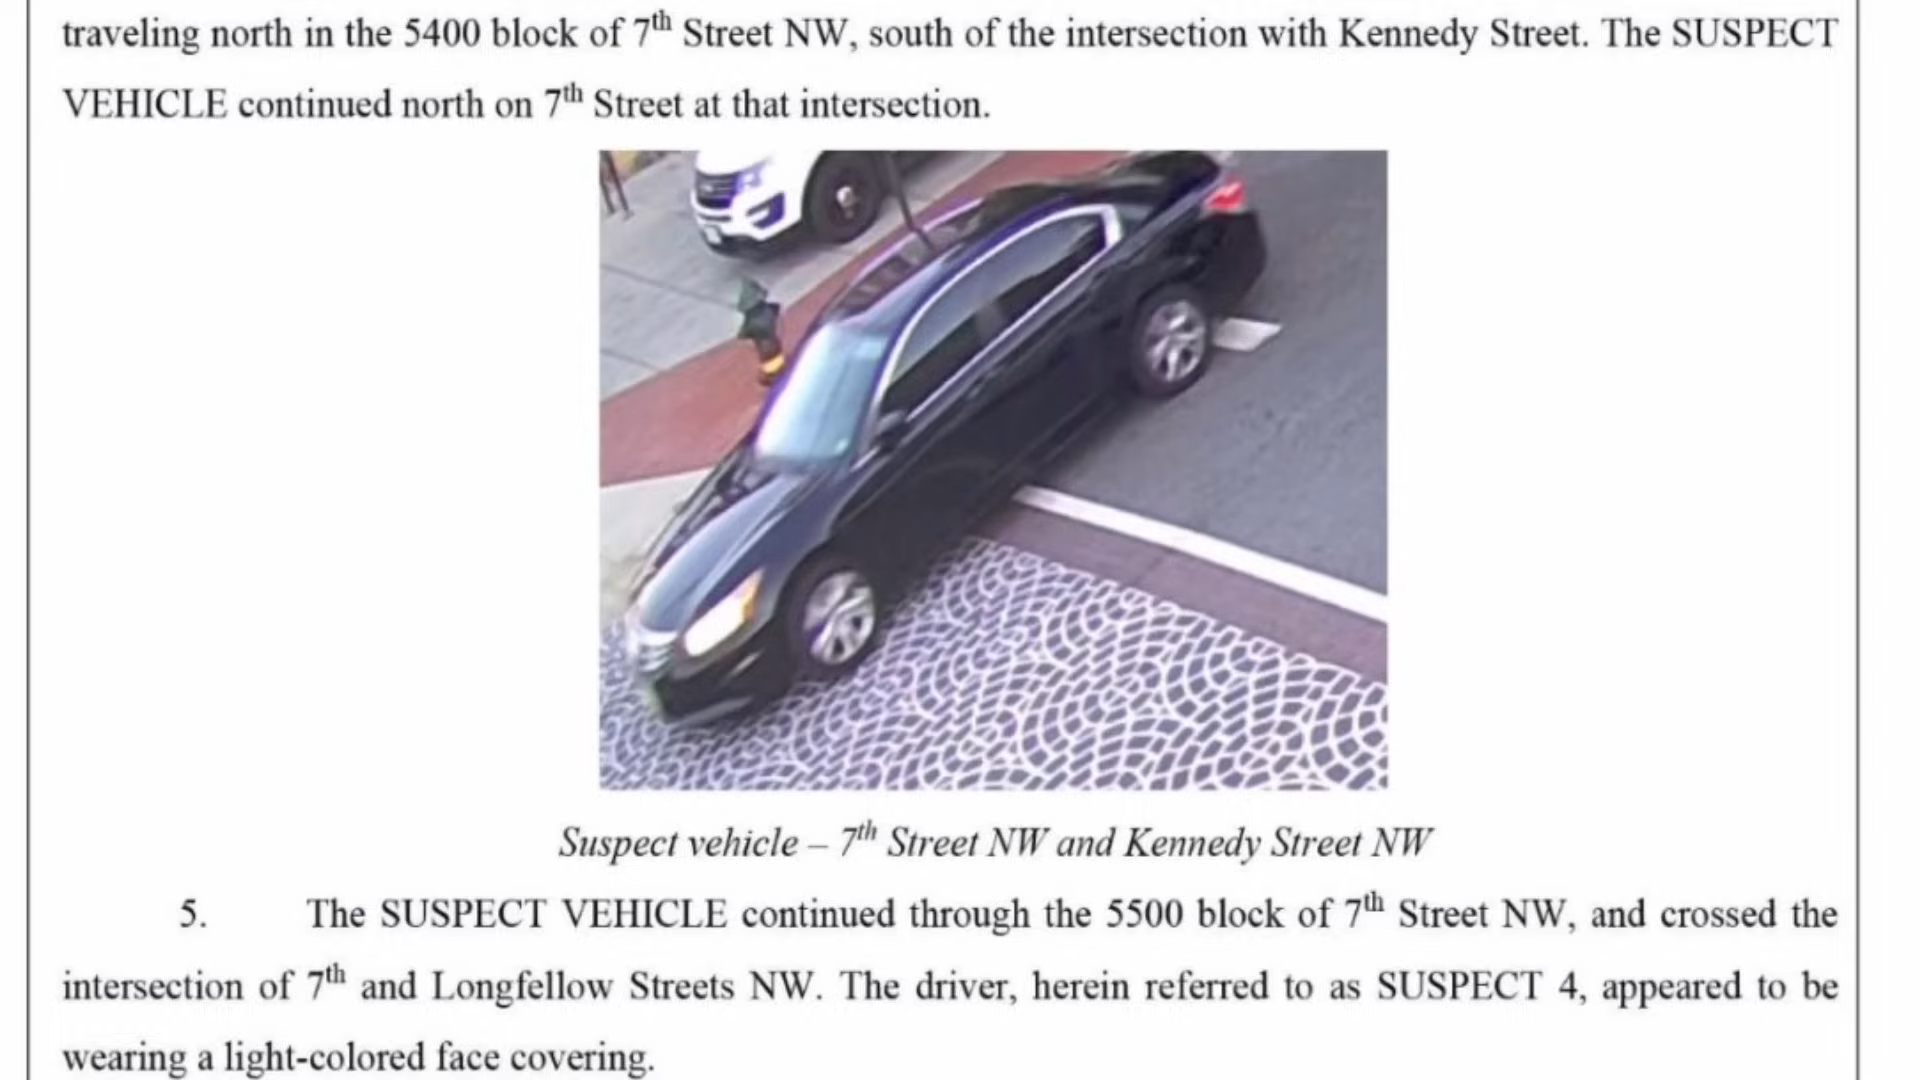 traveling north in the 5400 block of 7th Street NW, south of the intersection with Kennedy Street. The SUSPECT
VEHICLE continued north on 7th Street at that intersection.
Suspect vehicle – 7th Street NW and Kennedy Street NW
5. The SUSPECT VEHICLE continued through the 5500 block of 7th Street NW, and crossed the
intersection of 7th and Longfellow Streets NW. The driver, herein referred to as SUSPECT 4, appeared to be
wearing a light-colored face covering.